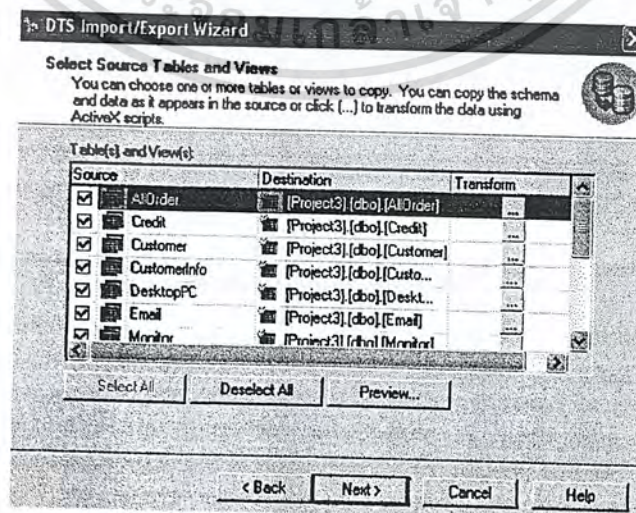 DTS Import/Export Wizard
Select Source Tables and Views
You can choose one or more tables or views to copy. You can copy the schema
and data as it appears in the source or click (...) to transform the data using
ActiveX scripts.
Table(s) and View(s):
Source Destination Transform
AllOrder [Project3].[dbo].[AllOrder] ...
Credit [Project3].[dbo].[Credit] ...
Customer [Project3].[dbo].[Customer] ...
CustomerInfo [Project3].[dbo].[Custo... ...
DesktopPC [Project3].[dbo].[Deskt... ...
Email [Project3].[dbo].[Email] ...
Monitor [Project3].[dbo].[Monitor]
Select All Deselect All Preview...
< Back Next > Cancel Help